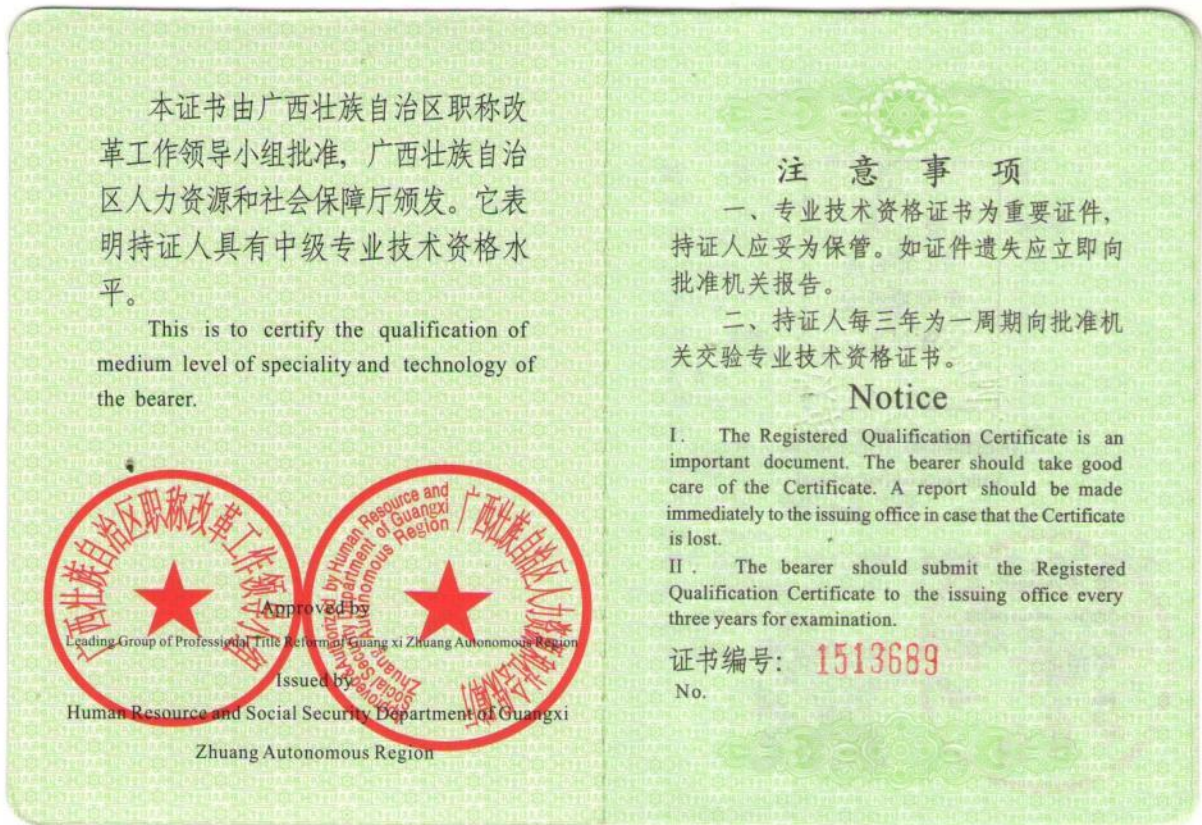 本证书由广西壮族自治区职称改
革工作领导小组批准，广西壮族自治
区人力资源和社会保障厅颁发。它表
明持证人具有中级专业技术资格水
平。
This is to certify the qualification of
medium level of speciality and technology of
the bearer.
广西壮族自治区职称改革工作领导小组
广西壮族自治区人力资源和社会保障厅
Approved & Authorized by Human Resource and
Social Security Department of Guangxi
Zhuang Autonomous Region
Approved by
Leading Group of Professional Title Reform of Guang xi Zhuang Autonomous Region
Issued by
Human Resource and Social Security Department of Guangxi
Zhuang Autonomous Region
注意事项
一、专业技术资格证书为重要证件，
持证人应妥为保管。如证件遗失应立即向
批准机关报告。
二、持证人每三年为一周期向批准机
关交验专业技术资格证书。
Notice
I. The Registered Qualification Certificate is an
important document. The bearer should take good
care of the Certificate. A report should be made
immediately to the issuing office in case that the Certificate
is lost.
II. The bearer should submit the Registered
Qualification Certificate to the issuing office every
three years for examination.
证书编号: 1513689
No.